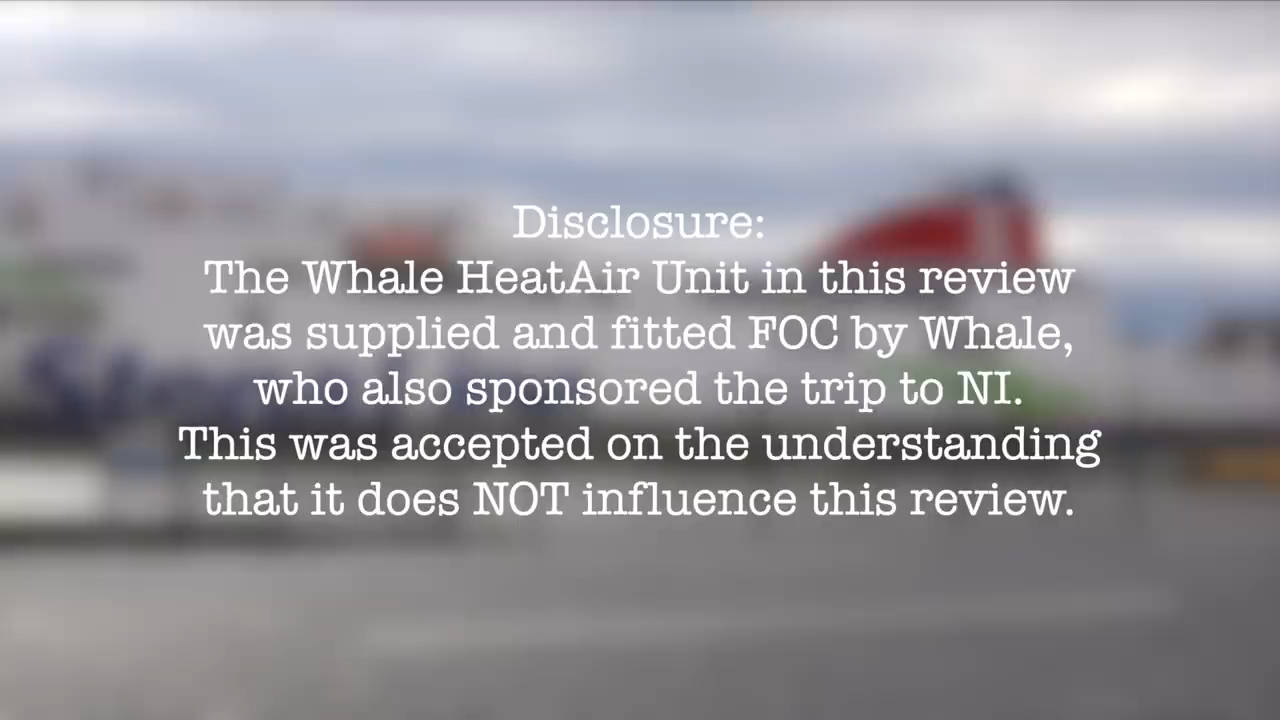 Disclosure:
The Whale HeatAir Unit in this review
was supplied and fitted FOC by Whale,
who also sponsored the trip to NI.
This was accepted on the understanding
that it does NOT influence this review.